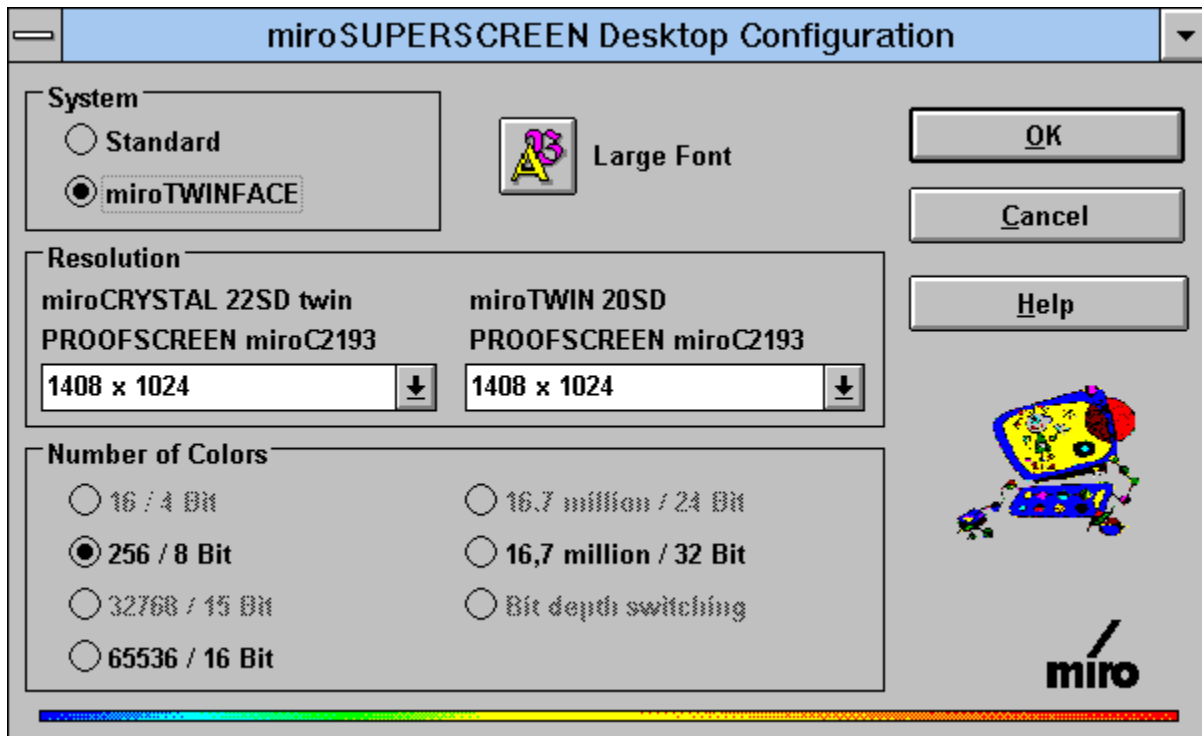 miroSUPERSCREEN Desktop Configuration
System
Standard
miroTWINFACE
Large Font
OK
Cancel
Help
Resolution
miroCRYSTAL 22SD twin
PROOFSCREEN miroC2193
1408 x 1024
miroTWIN 20SD
PROOFSCREEN miroC2193
1408 x 1024
Number of Colors
16 / 4 Bit
256 / 8 Bit
32768 / 15 Bit
65536 / 16 Bit
16.7 million / 24 Bit
16,7 million / 32 Bit
Bit depth switching
miro